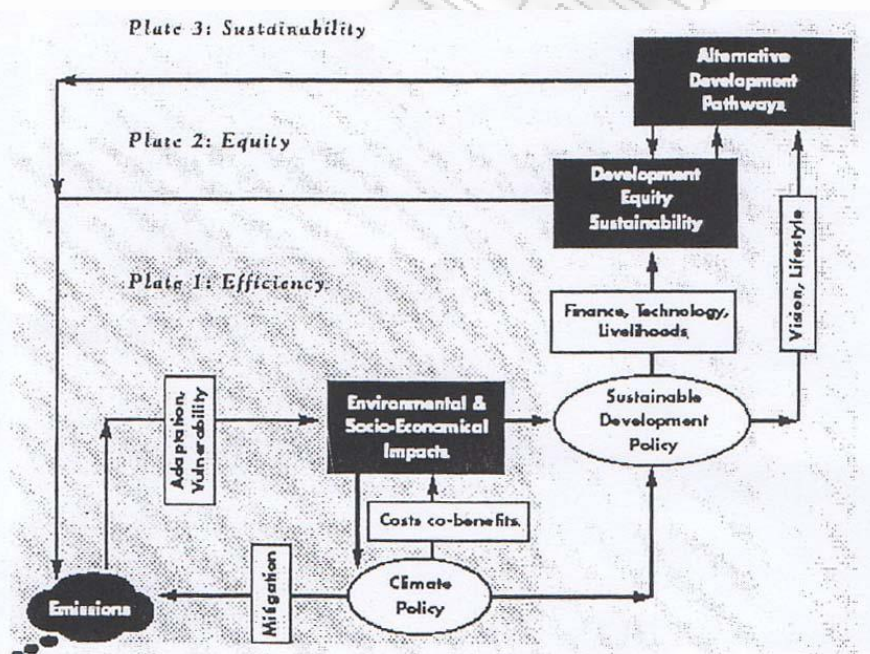 Plate 3: Sustainability
Alternative
Development
Pathways
Plate 2: Equity
Development
Equity
Sustainability
Plate 1: Efficiency
Vision, Lifestyle
Finance, Technology,
Livelihoods
Adaptation,
Vulnerability
Environmental &
Socio-Economical
Impacts
Sustainable
Development
Policy
Costs co-benefits
Mitigation
Climate
Policy
Emissions